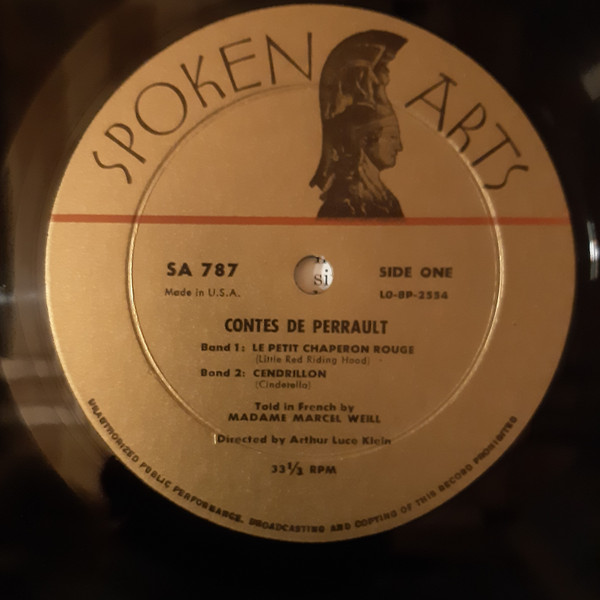 SPOKEN ARTS
SA 787
Made in U.S.A.
SIDE ONE
LO-8P-2554
si
CONTES DE PERRAULT
Band 1: LE PETIT CHAPERON ROUGE
(Little Red Riding Hood)
Band 2: CENDRILLON
(Cinderella)
Told in French by
MADAME MARCEL WEILL
Directed by Arthur Luce Klein
33⅓ RPM
UNAUTHORIZED PUBLIC PERFORMANCE, BROADCASTING AND COPYING OF THIS RECORD PROHIBITED